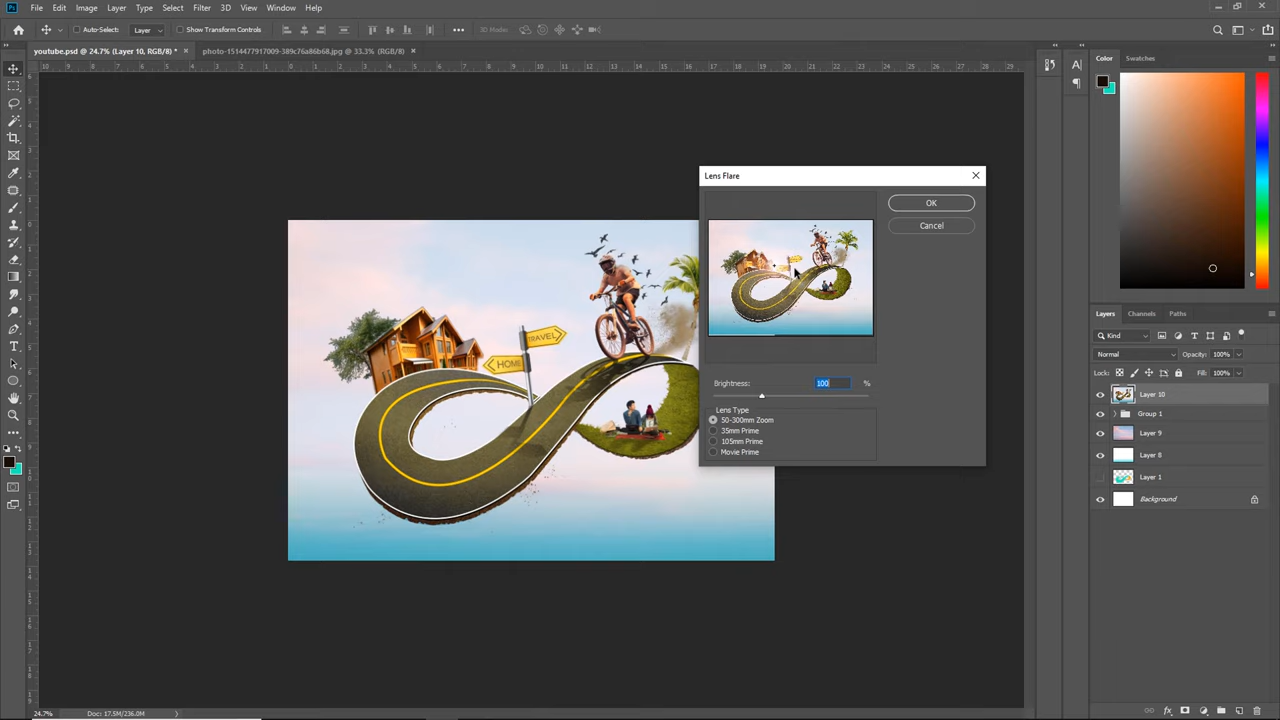 Ps File Edit Image Layer Type Select Filter 3D View Window Help
Auto-Select: Layer Show Transform Controls 3D Mode:
youtube.psd @ 24.7% (Layer 10, RGB/8) * photo-1514477917009-389c76a86b68.jpg @ 33.3% (RGB/8)
Color Swatches
Lens Flare
OK
Cancel
TRAVEL
HOME
Brightness: 100 %
Lens Type
50-300mm Zoom
35mm Prime
105mm Prime
Movie Prime
Layers Channels Paths
Kind
Normal Opacity: 100%
Lock: Fill: 100%
Layer 10
Group 1
Layer 9
Layer 8
Layer 1
Background
24.7% Doc: 17.5M/236.0M